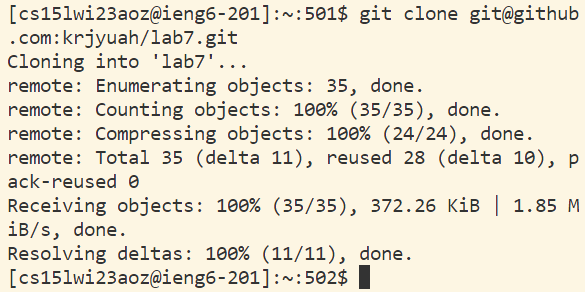 [cs15lwi23aoz@ieng6-201]:~:501$ git clone git@github
.com:krjyuah/lab7.git
Cloning into 'lab7'...
remote: Enumerating objects: 35, done.
remote: Counting objects: 100% (35/35), done.
remote: Compressing objects: 100% (24/24), done.
remote: Total 35 (delta 11), reused 28 (delta 10), p
ack-reused 0
Receiving objects: 100% (35/35), 372.26 KiB | 1.85 M
iB/s, done.
Resolving deltas: 100% (11/11), done.
[cs15lwi23aoz@ieng6-201]:~:502$